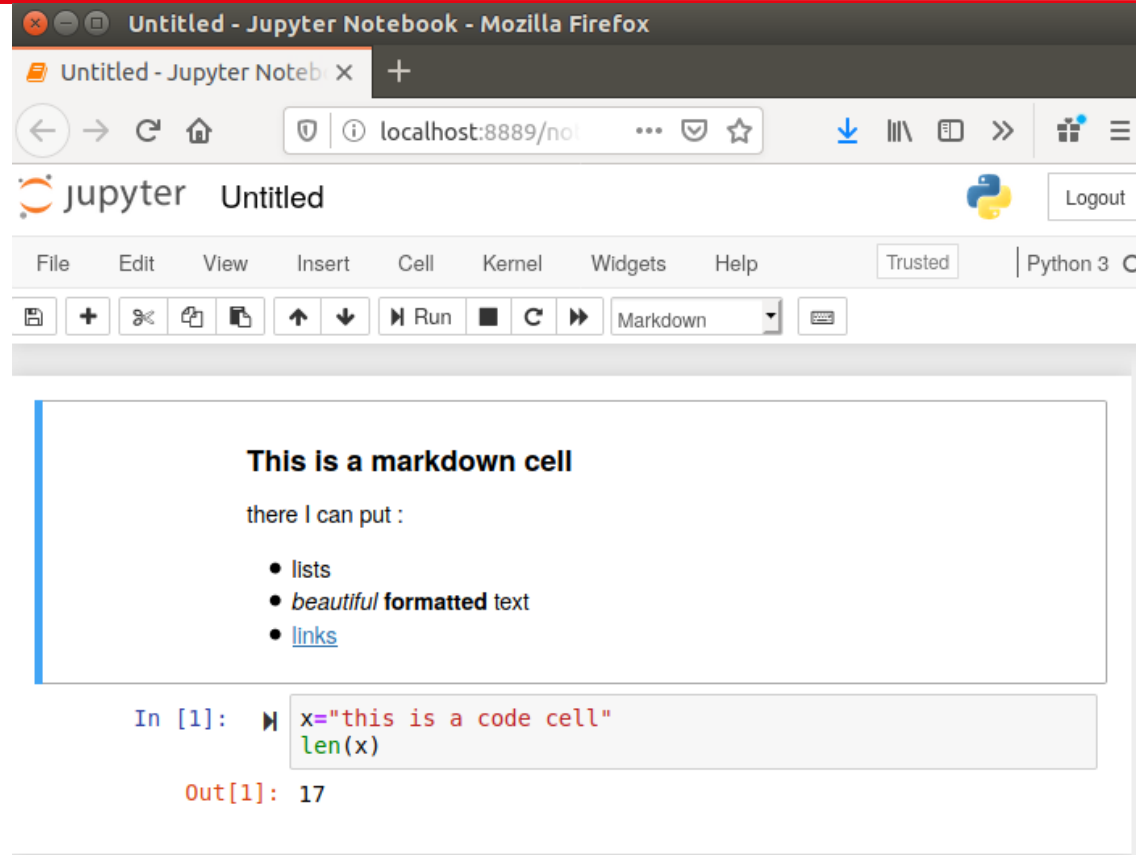 Untitled - Jupyter Notebook - Mozilla Firefox
Untitled - Jupyter Noteb
localhost:8889/no
jupyter Untitled Logout
File Edit View Insert Cell Kernel Widgets Help Trusted Python 3
Run Markdown
This is a markdown cell
there I can put :
lists
beautiful formatted text
links
In [1]: x="this is a code cell"
len(x)
Out[1]: 17